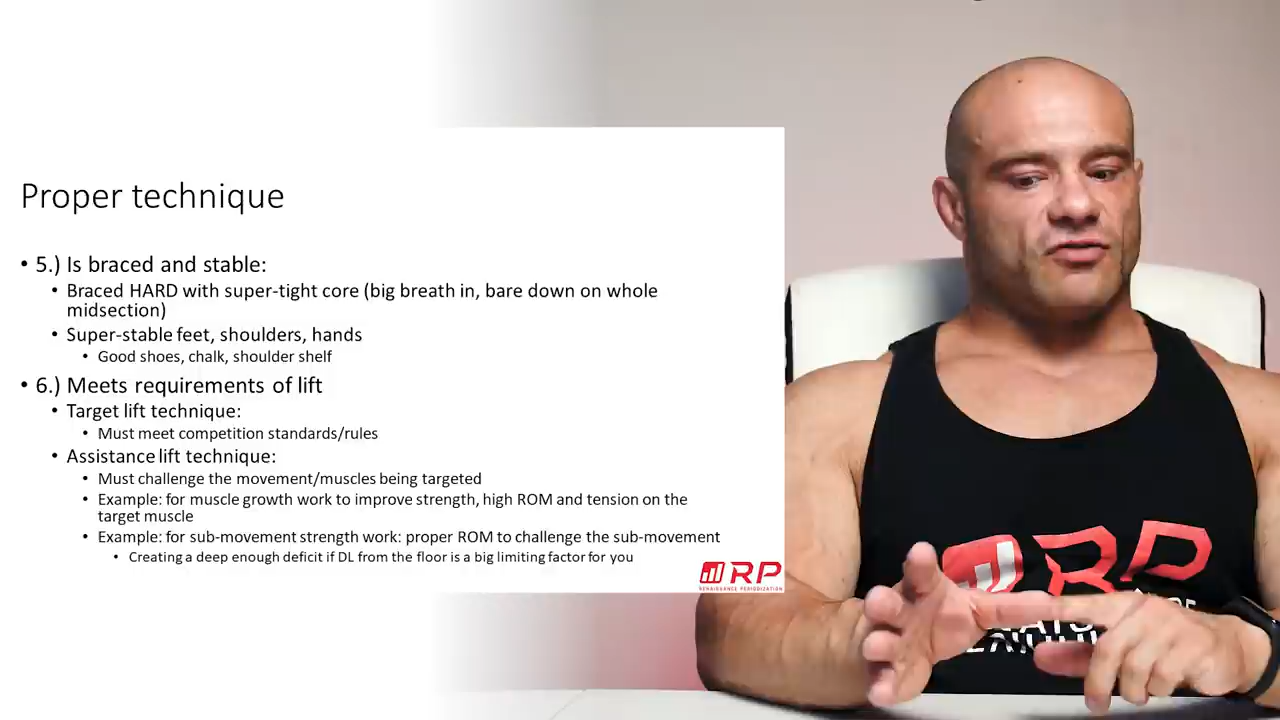 Proper technique
• 5.) Is braced and stable:
• Braced HARD with super-tight core (big breath in, bare down on whole
midsection)
• Super-stable feet, shoulders, hands
• Good shoes, chalk, shoulder shelf
• 6.) Meets requirements of lift
• Target lift technique:
• Must meet competition standards/rules
• Assistance lift technique:
• Must challenge the movement/muscles being targeted
• Example: for muscle growth work to improve strength, high ROM and tension on the
target muscle
• Example: for sub-movement strength work: proper ROM to challenge the sub-movement
• Creating a deep enough deficit if DL from the floor is a big limiting factor for you
RP
RENAISSANCE PERIODIZATION
RP